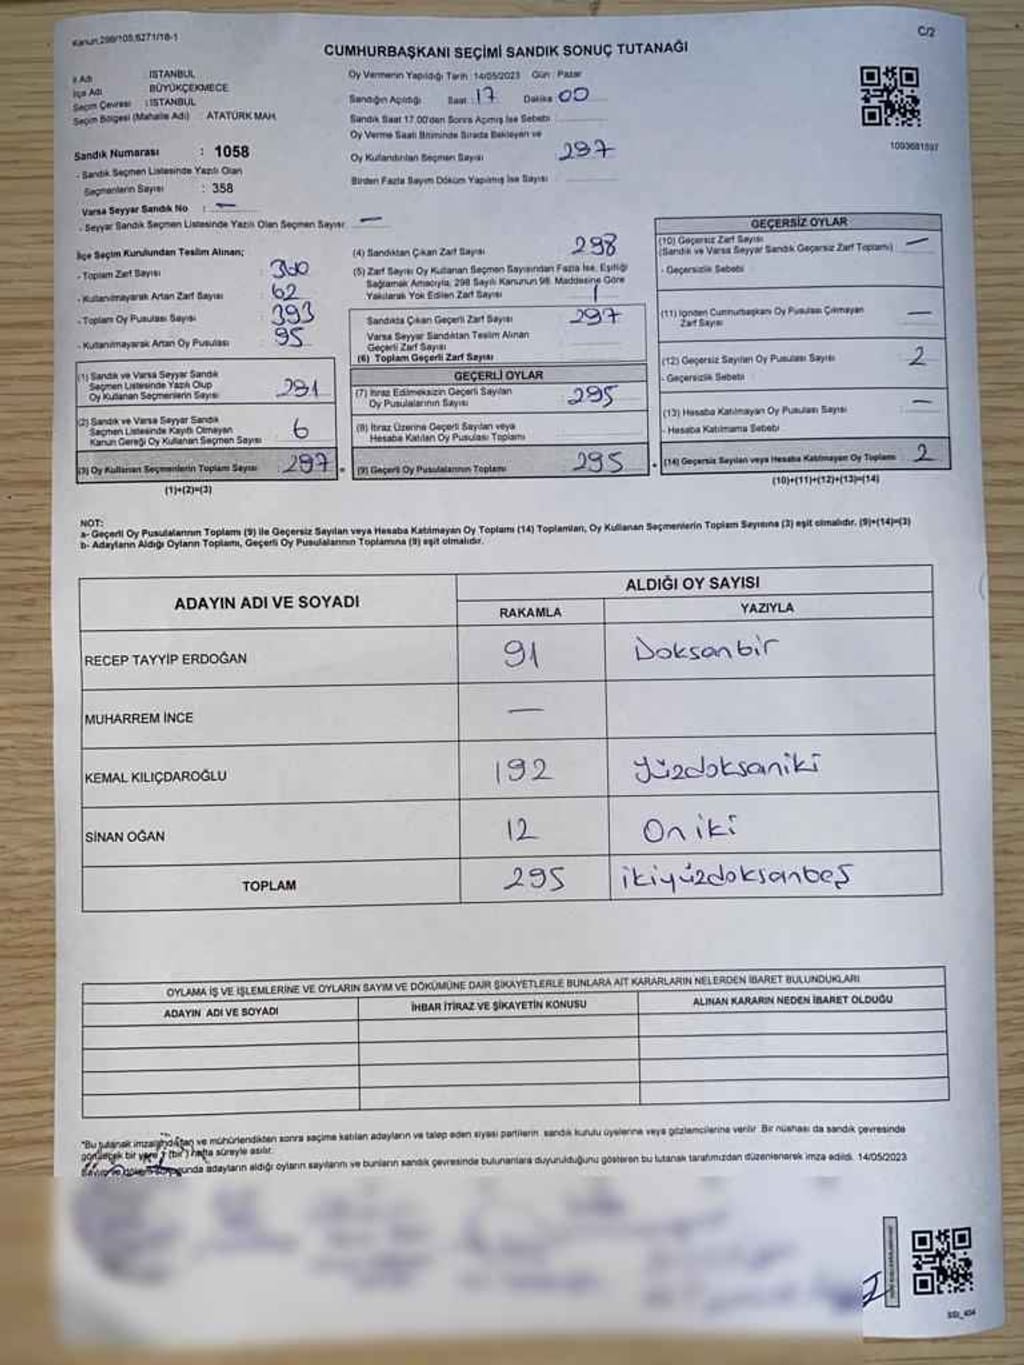 Kanun:298/105,6271/18-1
C/2
CUMHURBAŞKANI SEÇİMİ SANDIK SONUÇ TUTANAĞI
İl Adı : İSTANBUL
İlçe Adı : BÜYÜKÇEKMECE
Seçim Çevresi : İSTANBUL
Seçim Bölgesi (Mahalle Adı) : ATATÜRK MAH.
Sandık Numarası : 1058
- Sandık Seçmen Listesinde Yazılı Olan
Seçmenlerin Sayısı : 358
Varsa Seyyar Sandık No : —
- Seyyar Sandık Seçmen Listesinde Yazılı Olan Seçmen Sayısı : —
Oy Vermenin Yapıldığı Tarih : 14/05/2023 Gün : Pazar
Sandığın Açıldığı Saat : 17 Dakika : 00
Sandık Saat 17.00'den Sonra Açmış İse Sebebi
Oy Verme Saati Bitiminde Sırada Bekleyen ve
Oy Kullandırılan Seçmen Sayısı 297
Birden Fazla Sayım Döküm Yapılmış İse Sayısı
1093681597
İlçe Seçim Kurulundan Teslim Alınan;
- Toplam Zarf Sayısı : 360
- Kullanılmayarak Artan Zarf Sayısı : 62
- Toplam Oy Pusulası Sayısı : 393
- Kullanılmayarak Artan Oy Pusulası : 95
(1) Sandık ve Varsa Seyyar Sandık
Seçmen Listesinde Yazılı Olup
Oy Kullanan Seçmenlerin Sayısı : 291
(2) Sandık ve Varsa Seyyar Sandık
Seçmen Listesinde Kayıtlı Olmayan
Kanun Gereği Oy Kullanan Seçmen Sayısı : 6
(3) Oy Kullanan Seçmenlerin Toplam Sayısı : 297
(1)+(2)=(3)
(4) Sandıktan Çıkan Zarf Sayısı 298
(5) Zarf Sayısı Oy Kullanan Seçmen Sayısından Fazla İse, Eşitliği
Sağlamak Amacıyla, 298 Sayılı Kanunun 98. Maddesine Göre
Yakılarak Yok Edilen Zarf Sayısı 1
Sandıkta Çıkan Geçerli Zarf Sayısı 297
Varsa Seyyar Sandıktan Teslim Alınan
Geçerli Zarf Sayısı
(6) Toplam Geçerli Zarf Sayısı
GEÇERLİ OYLAR
(7) İtiraz Edilmeksizin Geçerli Sayılan
Oy Pusulalarının Sayısı : 295
(8) İtiraz Üzerine Geçerli Sayılan veya
Hesaba Katılan Oy Pusulası Toplamı
(9) Geçerli Oy Pusulalarının Toplamı : 295
GEÇERSİZ OYLAR
(10) Geçersiz Zarf Sayısı —
(Sandık ve Varsa Seyyar Sandık Geçersiz Zarf Toplamı)
- Geçersizlik Sebebi
(11) İçinden Cumhurbaşkanı Oy Pusulası Çıkmayan
Zarf Sayısı —
(12) Geçersiz Sayılan Oy Pusulası Sayısı 2
- Geçersizlik Sebebi
(13) Hesaba Katılmayan Oy Pusulası Sayısı —
- Hesaba Katılmama Sebebi
(14) Geçersiz Sayılan veya Hesaba Katılmayan Oy Toplamı 2
(10)+(11)+(12)+(13)=(14)
NOT:
a- Geçerli Oy Pusulalarının Toplamı (9) ile Geçersiz Sayılan veya Hesaba Katılmayan Oy Toplamı (14) Toplamları, Oy Kullanan Seçmenlerin Toplam Sayısına (3) eşit olmalıdır. (9)+(14)=(3)
b- Adayların Aldığı Oyların Toplamı, Geçerli Oy Pusulalarının Toplamına (9) eşit olmalıdır.
ADAYIN ADI VE SOYADI ALDIĞI OY SAYISI
RAKAMLA YAZIYLA
RECEP TAYYİP ERDOĞAN 91 Doksanbir
MUHARREM İNCE —
KEMAL KILIÇDAROĞLU 192 Yüzdoksaniki
SİNAN OĞAN 12 On iki
TOPLAM 295 ikiyüzdoksanbeş
OYLAMA İŞ VE İŞLEMLERİNE VE OYLARIN SAYIM VE DÖKÜMÜNE DAİR ŞİKAYETLERLE BUNLARA AİT KARARLARIN NELERDEN İBARET BULUNDUKLARI
ADAYIN ADI VE SOYADI İHBAR İTİRAZ VE ŞİKAYETİN KONUSU ALINAN KARARIN NEDEN İBARET OLDUĞU
*Bu tutanak imzalandıktan ve mühürlendikten sonra seçime katılan adayların ve talep eden siyasi partilerin sandık kurulu üyelerine veya gözlemcilerine verilir. Bir nüshası da sandık çevresinde
görülecek bir yere 1 (bir) hafta süreyle asılır.
Sayım ve döküm sonunda adayların aldığı oyların sayılarını ve bunların sandık çevresinde bulunanlara duyurulduğunu gösteren bu tutanak tarafımızdan düzenlenerek imza edildi. 14/05/2023